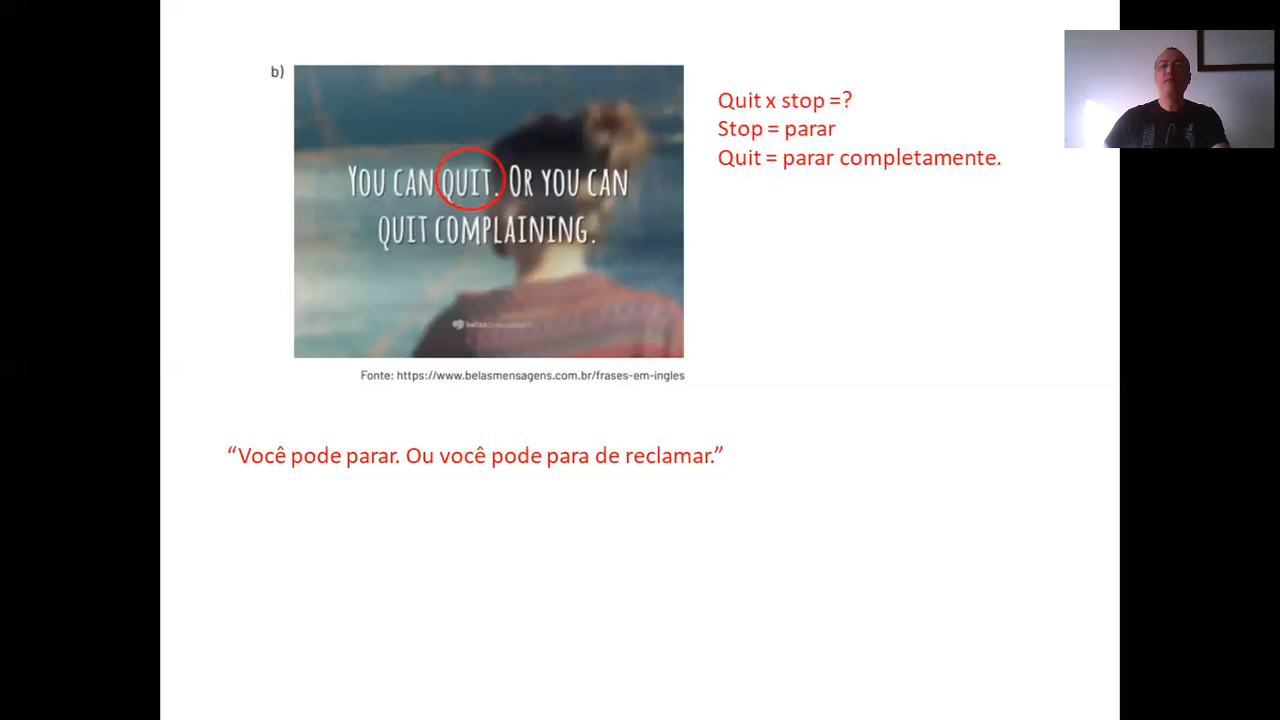 b)
YOU CAN QUIT. OR YOU CAN
QUIT COMPLAINING.
Fonte: https://www.belasmensagens.com.br/frases-em-ingles
Quit x stop =?
Stop = parar
Quit = parar completamente.
“Você pode parar. Ou você pode para de reclamar.”